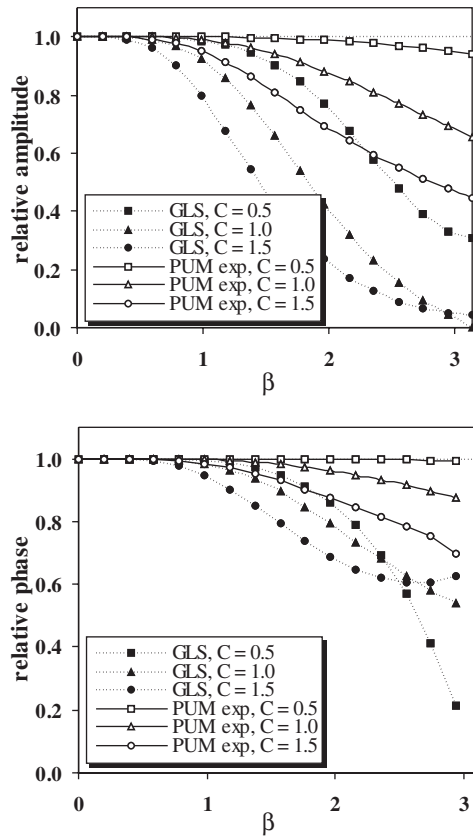 relative amplitude
1.0
0.8
0.6
0.4
0.2
0.0
GLS, C = 0.5
GLS, C = 1.0
GLS, C = 1.5
PUM exp, C = 0.5
PUM exp, C = 1.0
PUM exp, C = 1.5
0 1 2 3
β
relative phase
1.0
0.8
0.6
0.4
0.2
0.0
GLS, C = 0.5
GLS, C = 1.0
GLS, C = 1.5
PUM exp, C = 0.5
PUM exp, C = 1.0
PUM exp, C = 1.5
0 1 2 3
β